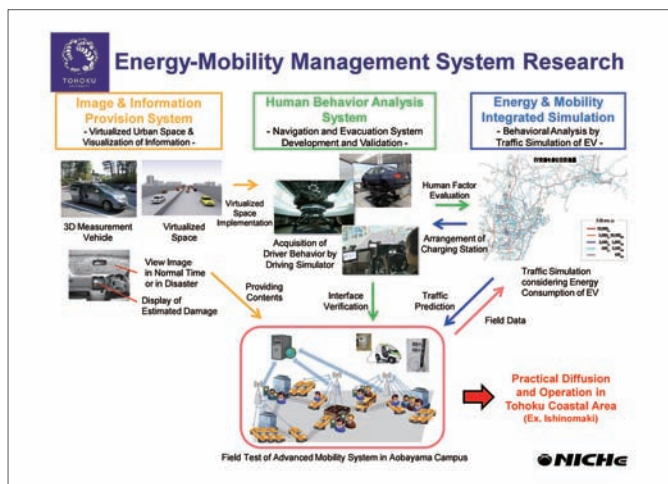 TOHOKU
UNIVERSITY
Energy-Mobility Management System Research
Image & Information
Provision System
- Virtualized Urban Space &
Visualization of Information -
Human Behavior Analysis
System
- Navigation and Evacuation System
Development and Validation -
Energy & Mobility
Integrated Simulation
- Behavioral Analysis by
Traffic Simulation of EV -
3D Measurement
Vehicle
Virtualized
Space
Virtualized
Space
Implementation
Acquisition of
Driver Behavior by
Driving Simulator
Human Factor
Evaluation
Arrangement of
Charging Station
Traffic Simulation
considering Energy
Consumption of EV
View Image
in Normal Time
or in Disaster
Display of
Estimated Damage
Providing
Contents
Interface
Verification
Traffic
Prediction
Field Data
Practical Diffusion
and Operation in
Tohoku Coastal Area
(Ex. Ishinomaki)
Field Test of Advanced Mobility System in Aobayama Campus
NICHe